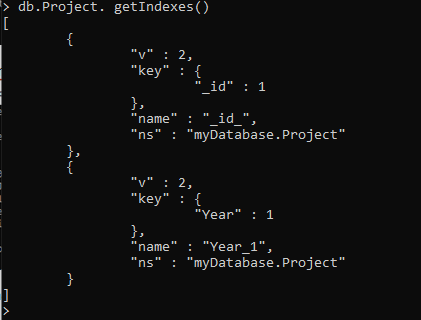 > db.Project. getIndexes()
[
        {
                "v" : 2,
                "key" : {
                        "_id" : 1
                },
                "name" : "_id_",
                "ns" : "myDatabase.Project"
        },
        {
                "v" : 2,
                "key" : {
                        "Year" : 1
                },
                "name" : "Year_1",
                "ns" : "myDatabase.Project"
        }
]
>